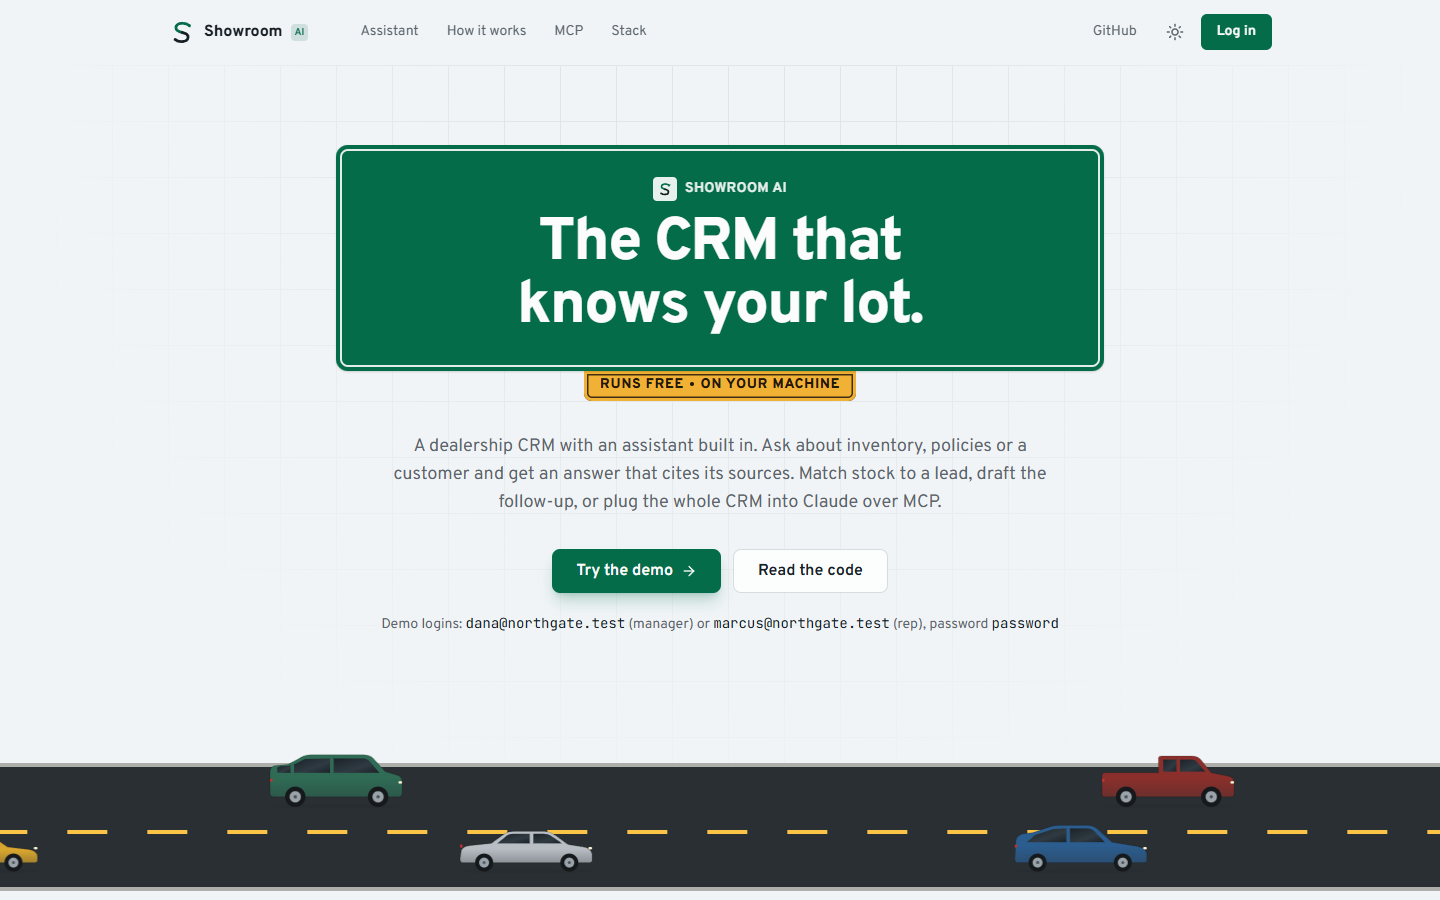 Showroom AI
Assistant
How it works
MCP
Stack
GitHub
Log in
S SHOWROOM AI
The CRM that
knows your lot.
RUNS FREE • ON YOUR MACHINE
A dealership CRM with an assistant built in. Ask about inventory, policies or a
customer and get an answer that cites its sources. Match stock to a lead, draft the
follow-up, or plug the whole CRM into Claude over MCP.
Try the demo →
Read the code
Demo logins: dana@northgate.test (manager) or marcus@northgate.test (rep), password password